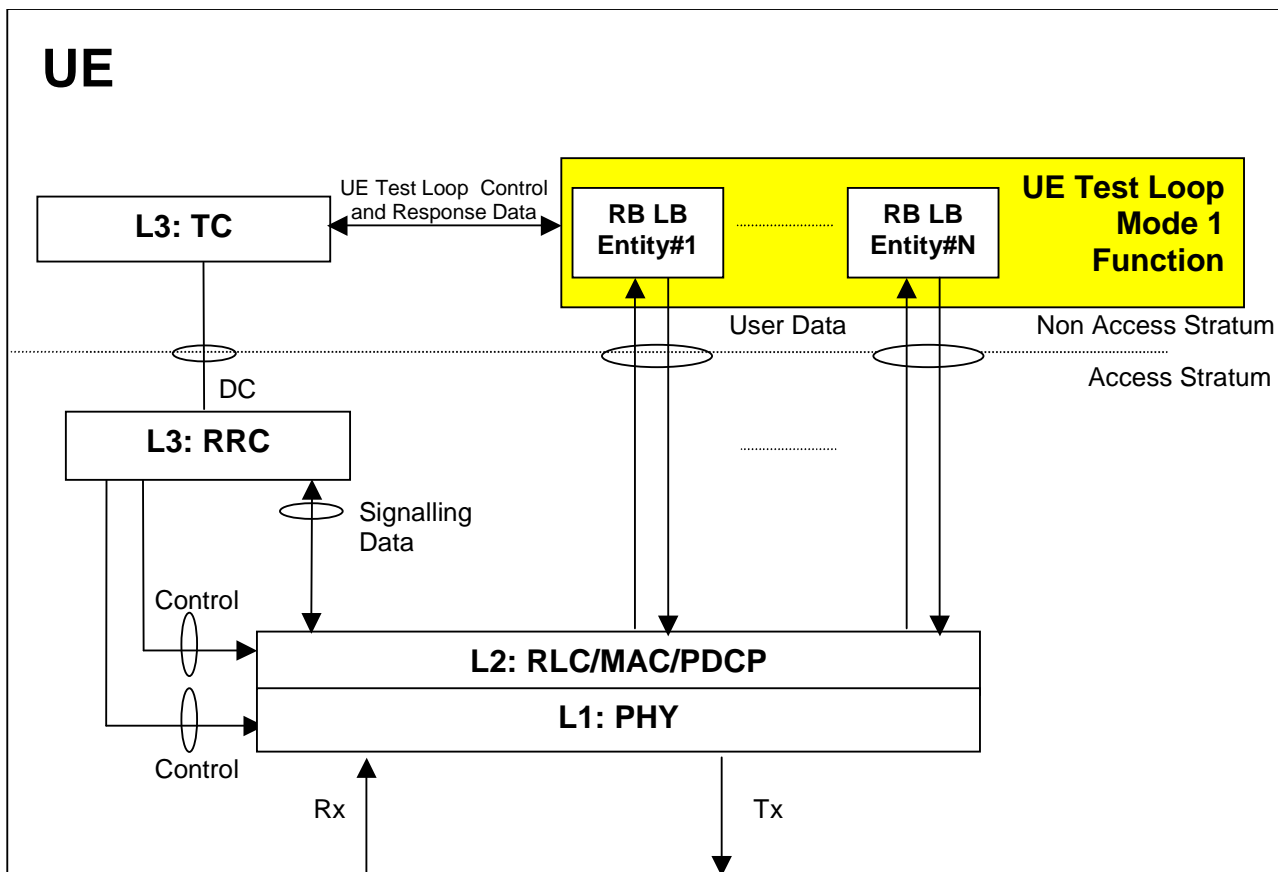 UE
UE Test Loop Control
and Response Data
L3: TC
RB LB
Entity#1
RB LB
Entity#N
UE Test Loop
Mode 1
Function
User Data
Non Access Stratum
DC
Access Stratum
L3: RRC
Signalling
Data
Control
L2: RLC/MAC/PDCP
L1: PHY
Control
Rx
Tx